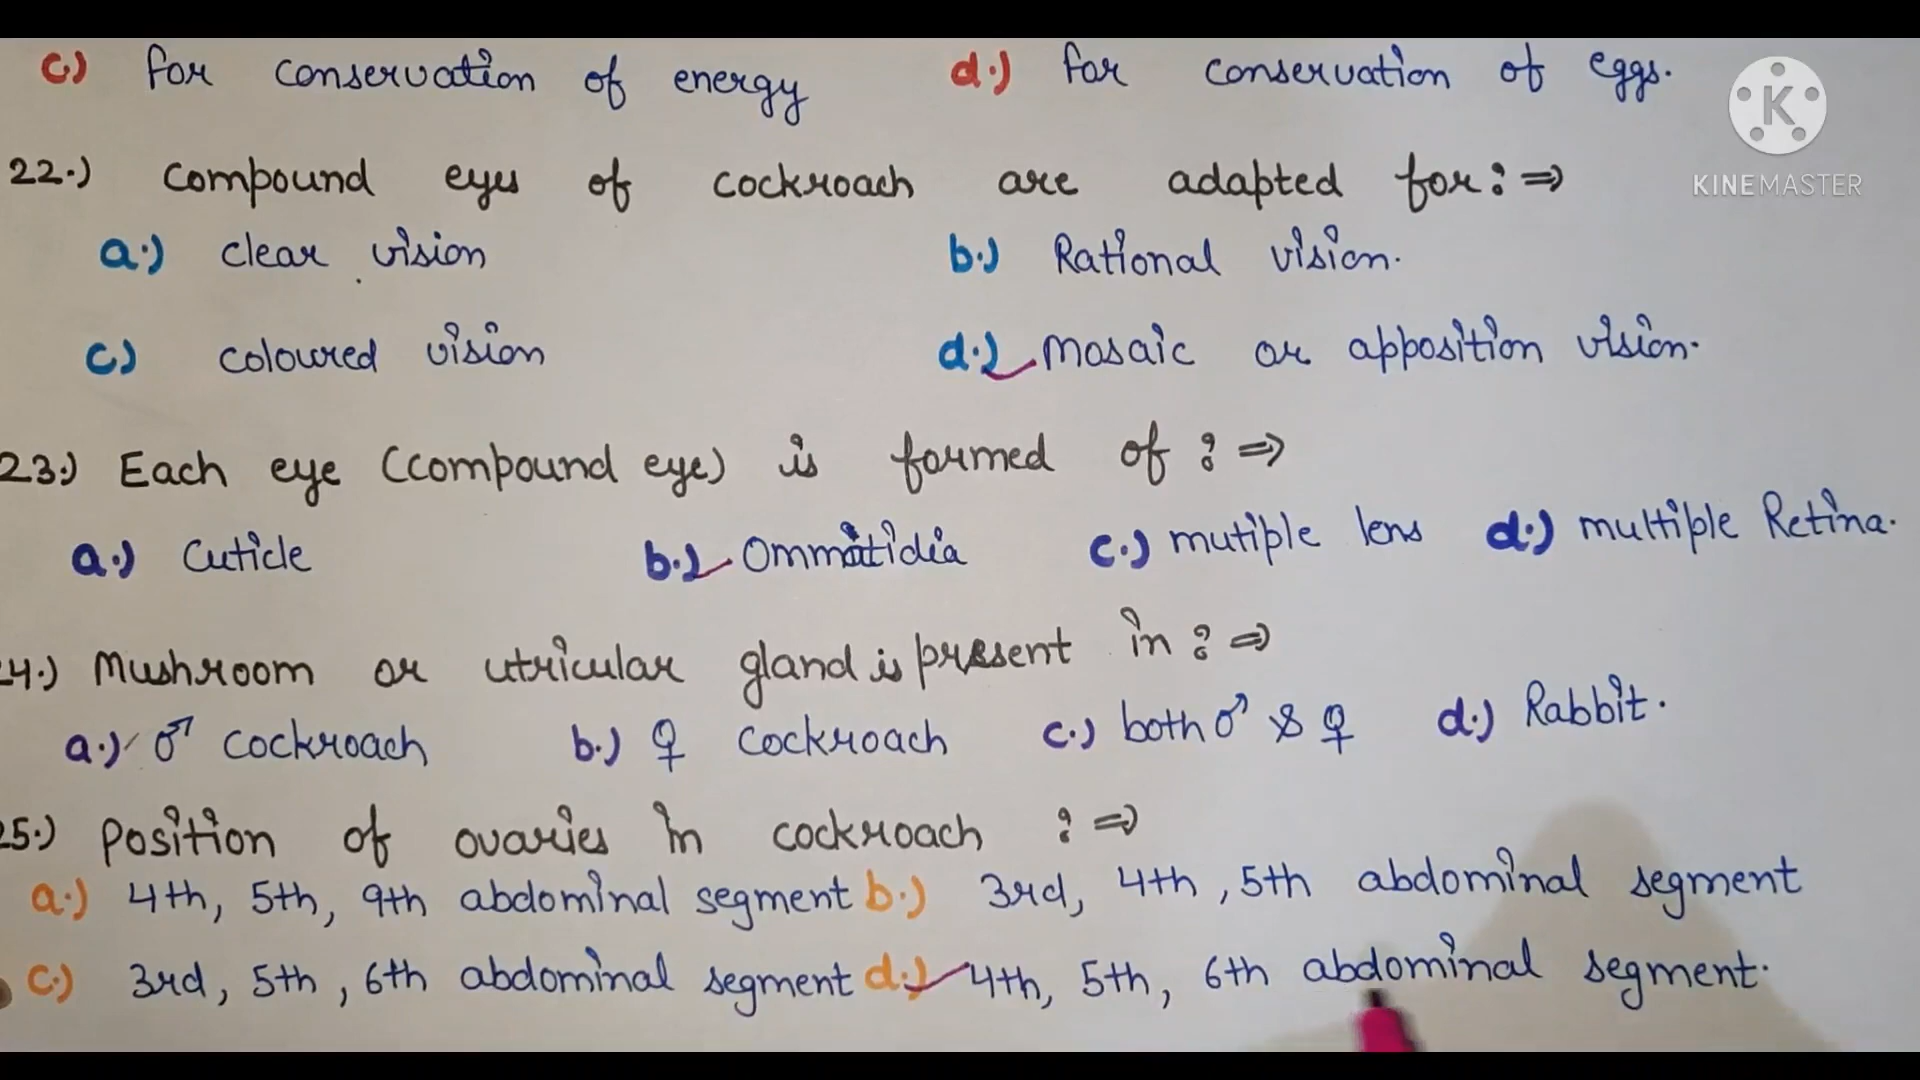 c.) for conservation of energy d.) for conservation of eggs.
K
KINEMASTER
22.) Compound eyes of cockroach are adapted for :⇒
a.) clear vision b.) Rational vision.
c.) coloured vision d.) mosaic or apposition vision.
23.) Each eye (compound eye) is formed of :⇒
a.) Cuticle b.) Ommatidia c.) mutiple lens d.) multiple Retina.
4.) Mushroom or utricular gland is present in :⇒
a.) ♂ cockroach b.) ♀ cockroach c.) both ♂ & ♀ d.) Rabbit.
5.) Position of ovaries in cockroach :⇒
a.) 4th, 5th, 9th abdominal segment b.) 3rd, 4th, 5th abdominal segment
c.) 3rd, 5th, 6th abdominal segment d.) 4th, 5th, 6th abdominal segment.